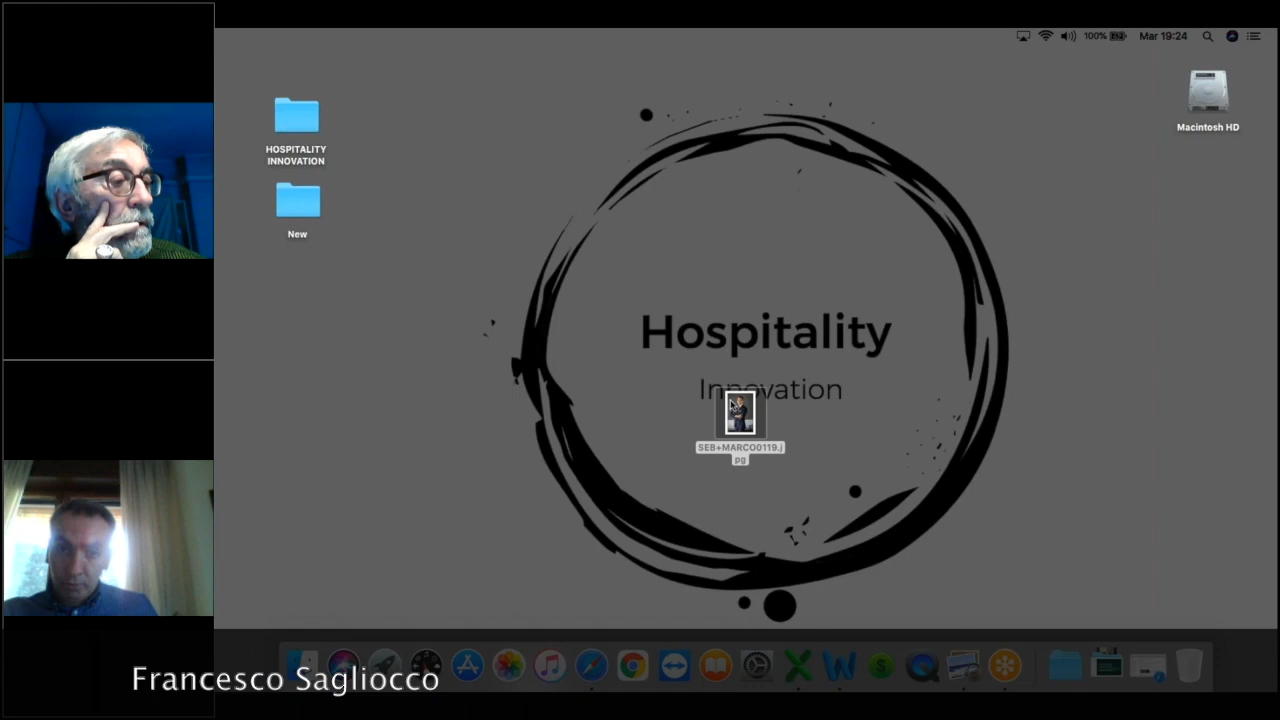 100%
Mar 19:24
Macintosh HD
HOSPITALITY
INNOVATION
New
Hospitality
Innovation
SEB+MARCO0119.j
pg
Francesco Sagliocco